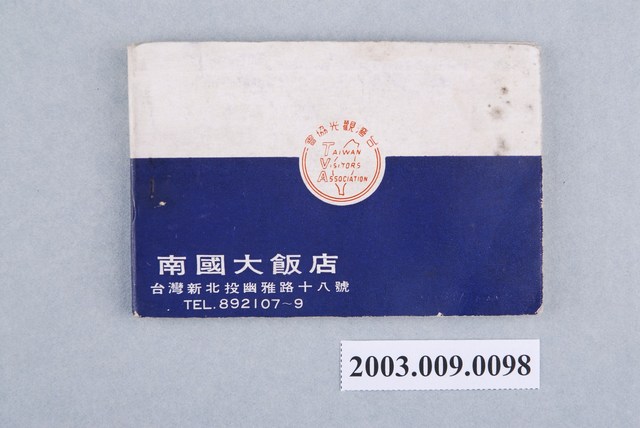 會協光觀灣台
TAIWAN
VISITORS
ASSOCIATION
南國大飯店
台灣新北投幽雅路十八號
TEL. 892107~9
2003.009.0098